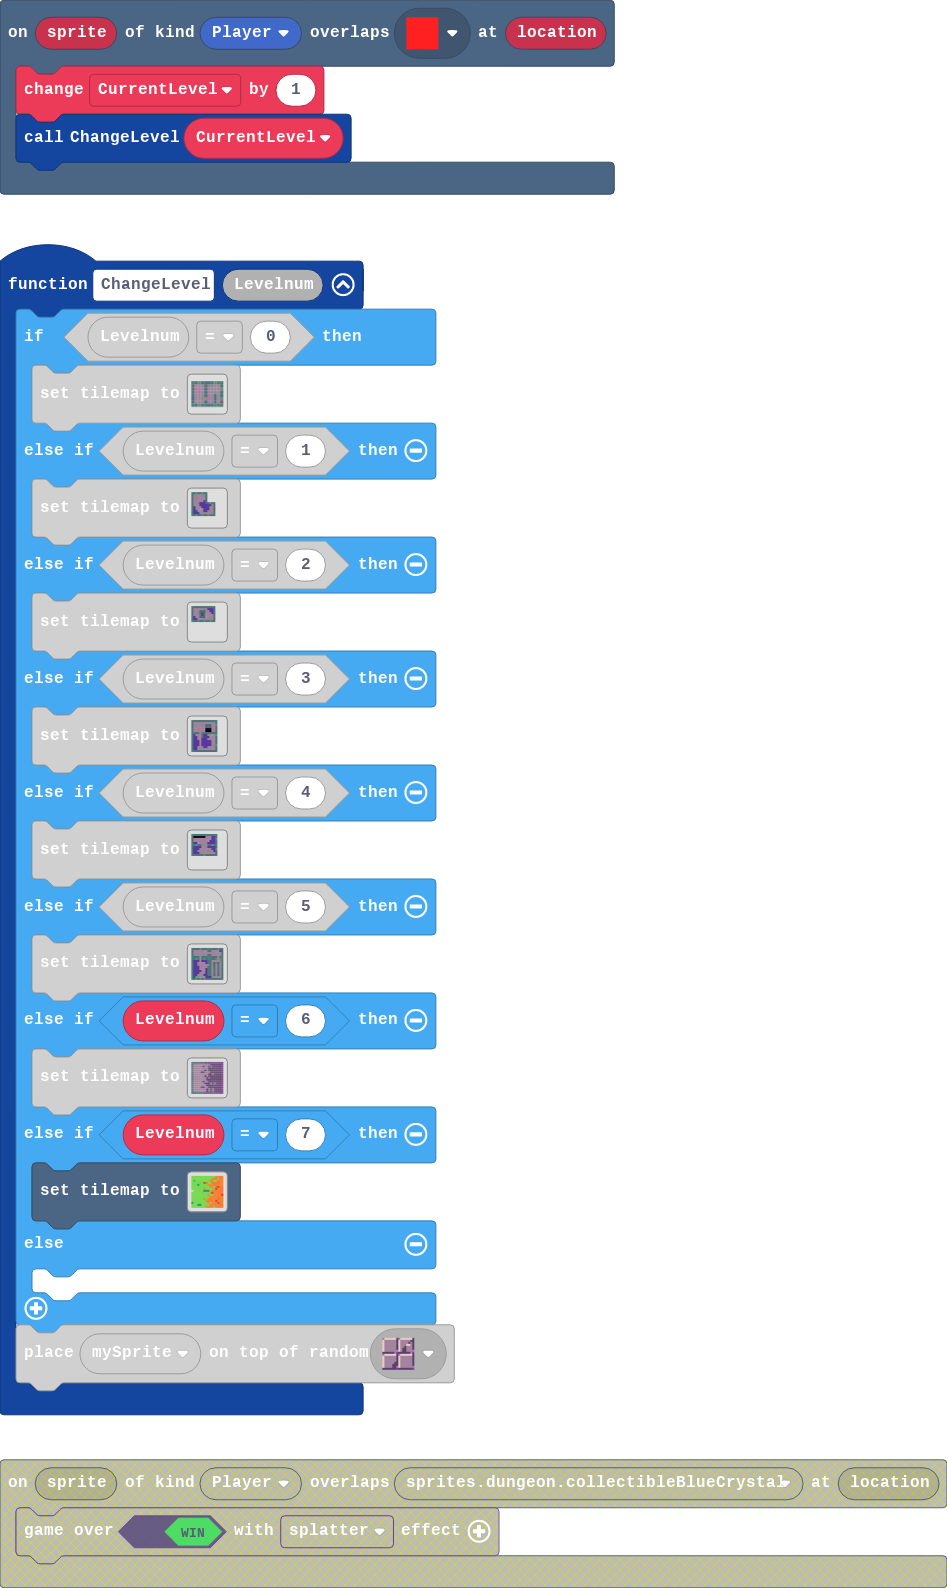 on sprite of kind Player overlaps at location
change CurrentLevel by 1
call ChangeLevel CurrentLevel
function ChangeLevel Levelnum
if Levelnum = 0 then
set tilemap to
else if Levelnum = 1 then
set tilemap to
else if Levelnum = 2 then
set tilemap to
else if Levelnum = 3 then
set tilemap to
else if Levelnum = 4 then
set tilemap to
else if Levelnum = 5 then
set tilemap to
else if Levelnum = 6 then
set tilemap to
else if Levelnum = 7 then
set tilemap to
else
place mySprite on top of random
on sprite of kind Player overlaps sprites.dungeon.collectibleBlueCrystal at location
game over WIN with splatter effect